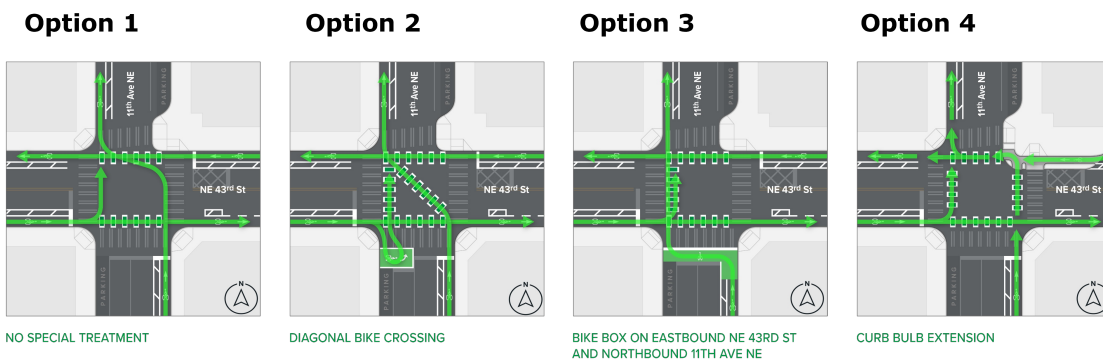 Option 1
Option 2
Option 3
Option 4
11th Ave NE
PARKING
NE 43rd St
PARKING
N
11th Ave NE
PARKING
NE 43rd St
PARKING
N
11th Ave NE
PARKING
NE 43rd St
PARKING
N
11th Ave NE
PARKING
NE 43rd St
PARKING
N
NO SPECIAL TREATMENT
DIAGONAL BIKE CROSSING
BIKE BOX ON EASTBOUND NE 43RD ST
AND NORTHBOUND 11TH AVE NE
CURB BULB EXTENSION